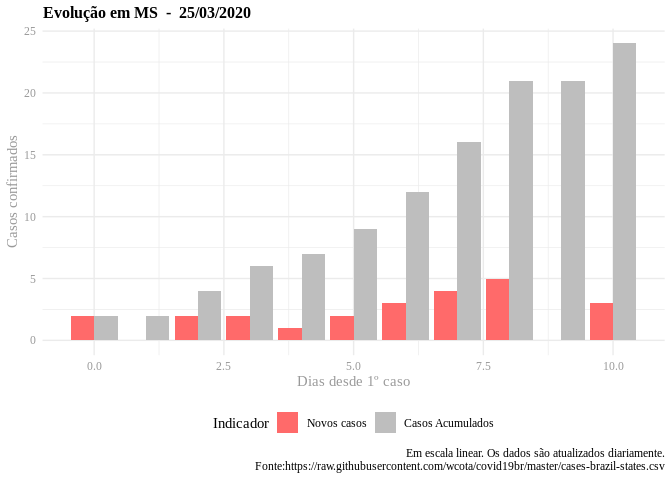 Evolução em MS  -  25/03/2020
Casos confirmados
25
20
15
10
5
0
0.0 2.5 5.0 7.5 10.0
Dias desde 1º caso
Indicador Novos casos Casos Acumulados
Em escala linear. Os dados são atualizados diariamente.
Fonte:https://raw.githubusercontent.com/wcota/covid19br/master/cases-brazil-states.csv